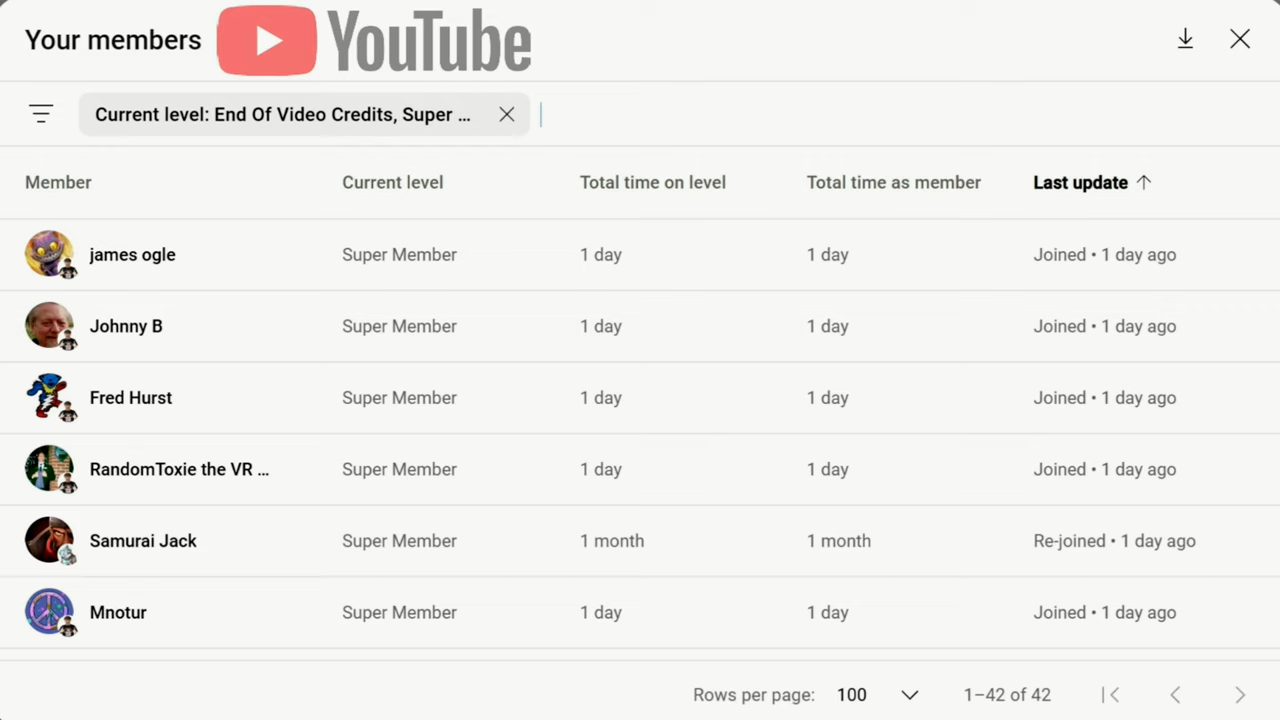 Your members YouTube
Current level: End Of Video Credits, Super ...
Member Current level Total time on level Total time as member Last update
james ogle Super Member 1 day 1 day Joined • 1 day ago
Johnny B Super Member 1 day 1 day Joined • 1 day ago
Fred Hurst Super Member 1 day 1 day Joined • 1 day ago
RandomToxie the VR ... Super Member 1 day 1 day Joined • 1 day ago
Samurai Jack Super Member 1 month 1 month Re-joined • 1 day ago
Mnotur Super Member 1 day 1 day Joined • 1 day ago
Rows per page: 100 1–42 of 42